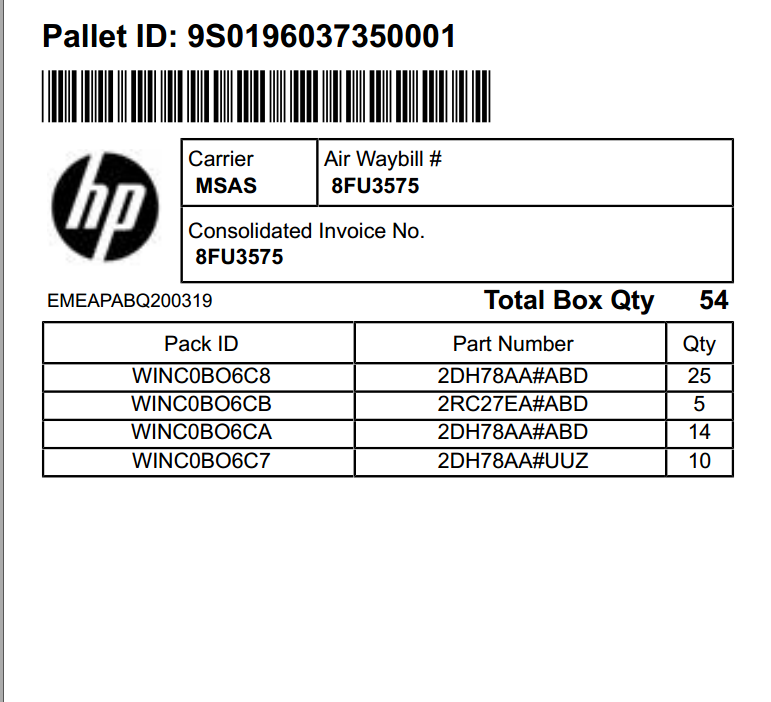 Pallet ID: 9S0196037350001
hp
Carrier
MSAS
Air Waybill #
8FU3575
Consolidated Invoice No.
8FU3575
EMEAPABQ200319 Total Box Qty 54
Pack ID Part Number Qty
WINC0BO6C8 2DH78AA#ABD 25
WINC0BO6CB 2RC27EA#ABD 5
WINC0BO6CA 2DH78AA#ABD 14
WINC0BO6C7 2DH78AA#UUZ 10